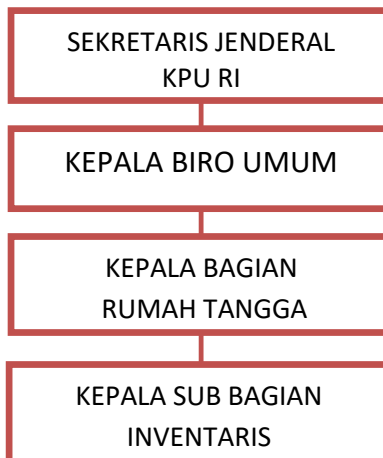 SEKRETARIS JENDERAL
KPU RI
KEPALA BIRO UMUM
KEPALA BAGIAN
RUMAH TANGGA
KEPALA SUB BAGIAN
INVENTARIS